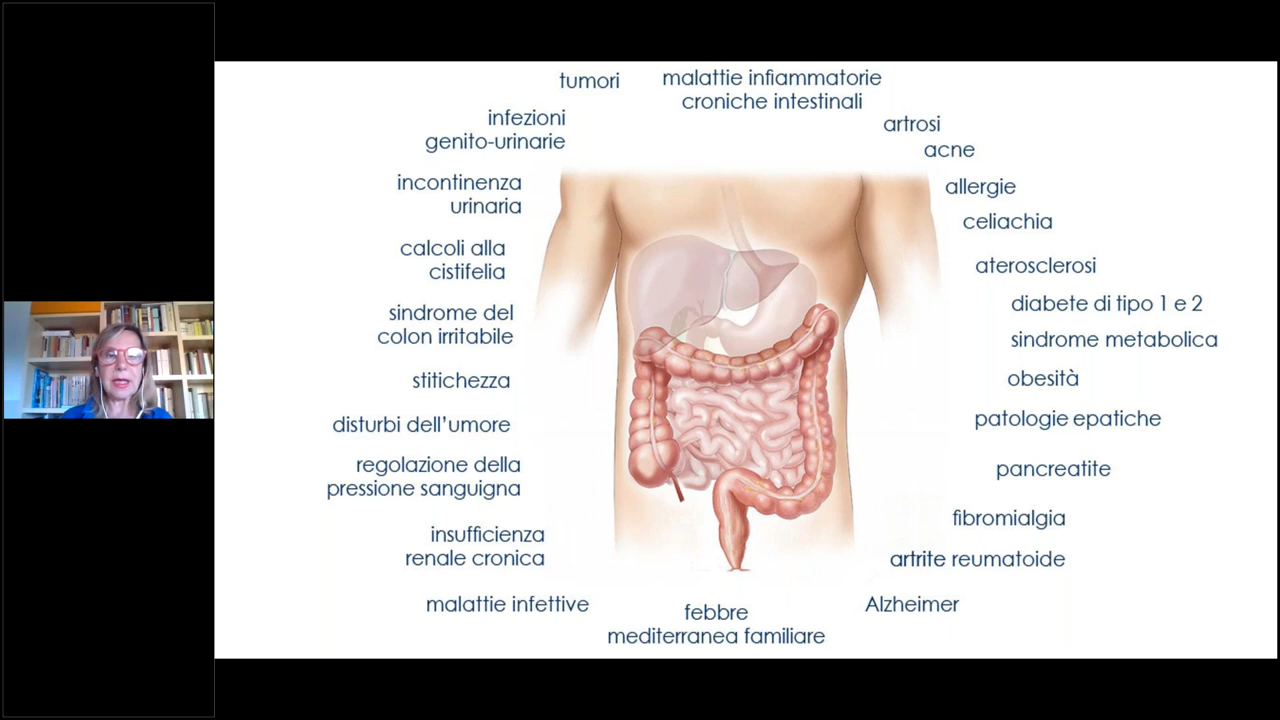 tumori
malattie infiammatorie
croniche intestinali
infezioni
genito-urinarie
artrosi
acne
incontinenza
urinaria
allergie
celiachia
calcoli alla
cistifelia
aterosclerosi
sindrome del
colon irritabile
diabete di tipo 1 e 2
sindrome metabolica
stitichezza
obesità
disturbi dell'umore
patologie epatiche
regolazione della
pressione sanguigna
pancreatite
insufficienza
renale cronica
fibromialgia
artrite reumatoide
malattie infettive
febbre
mediterranea familiare
Alzheimer